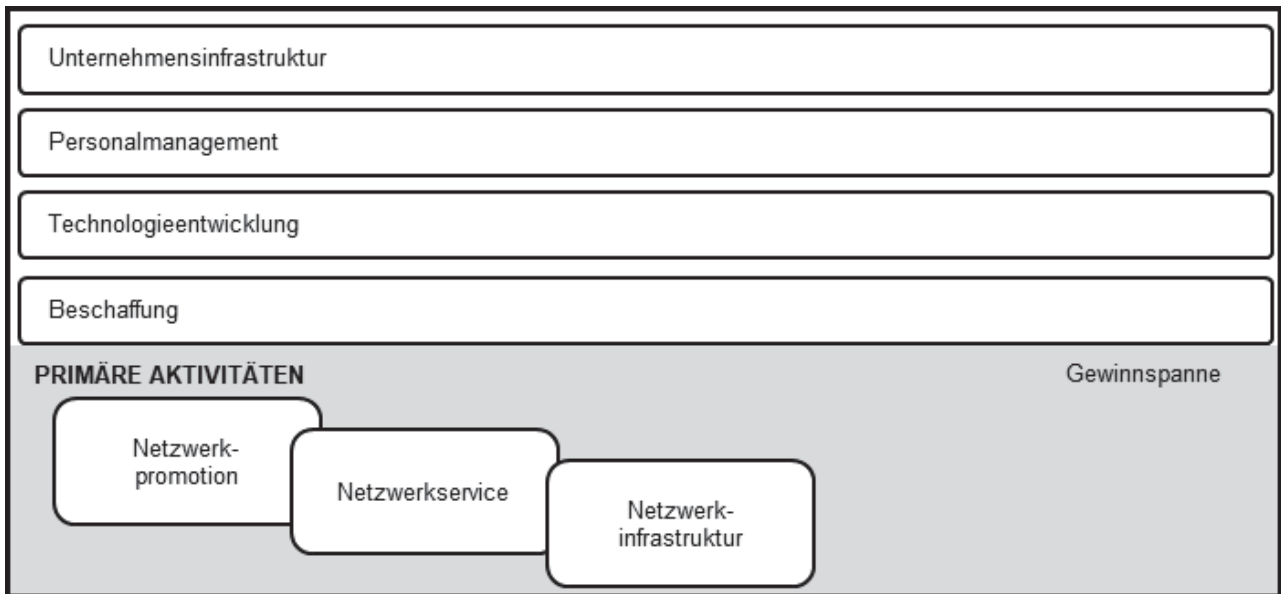 Unternehmensinfrastruktur
Personalmanagement
Technologieentwicklung
Beschaffung
PRIMÄRE AKTIVITÄTEN
Gewinnspanne
Netzwerk-
promotion
Netzwerkservice
Netzwerk-
infrastruktur